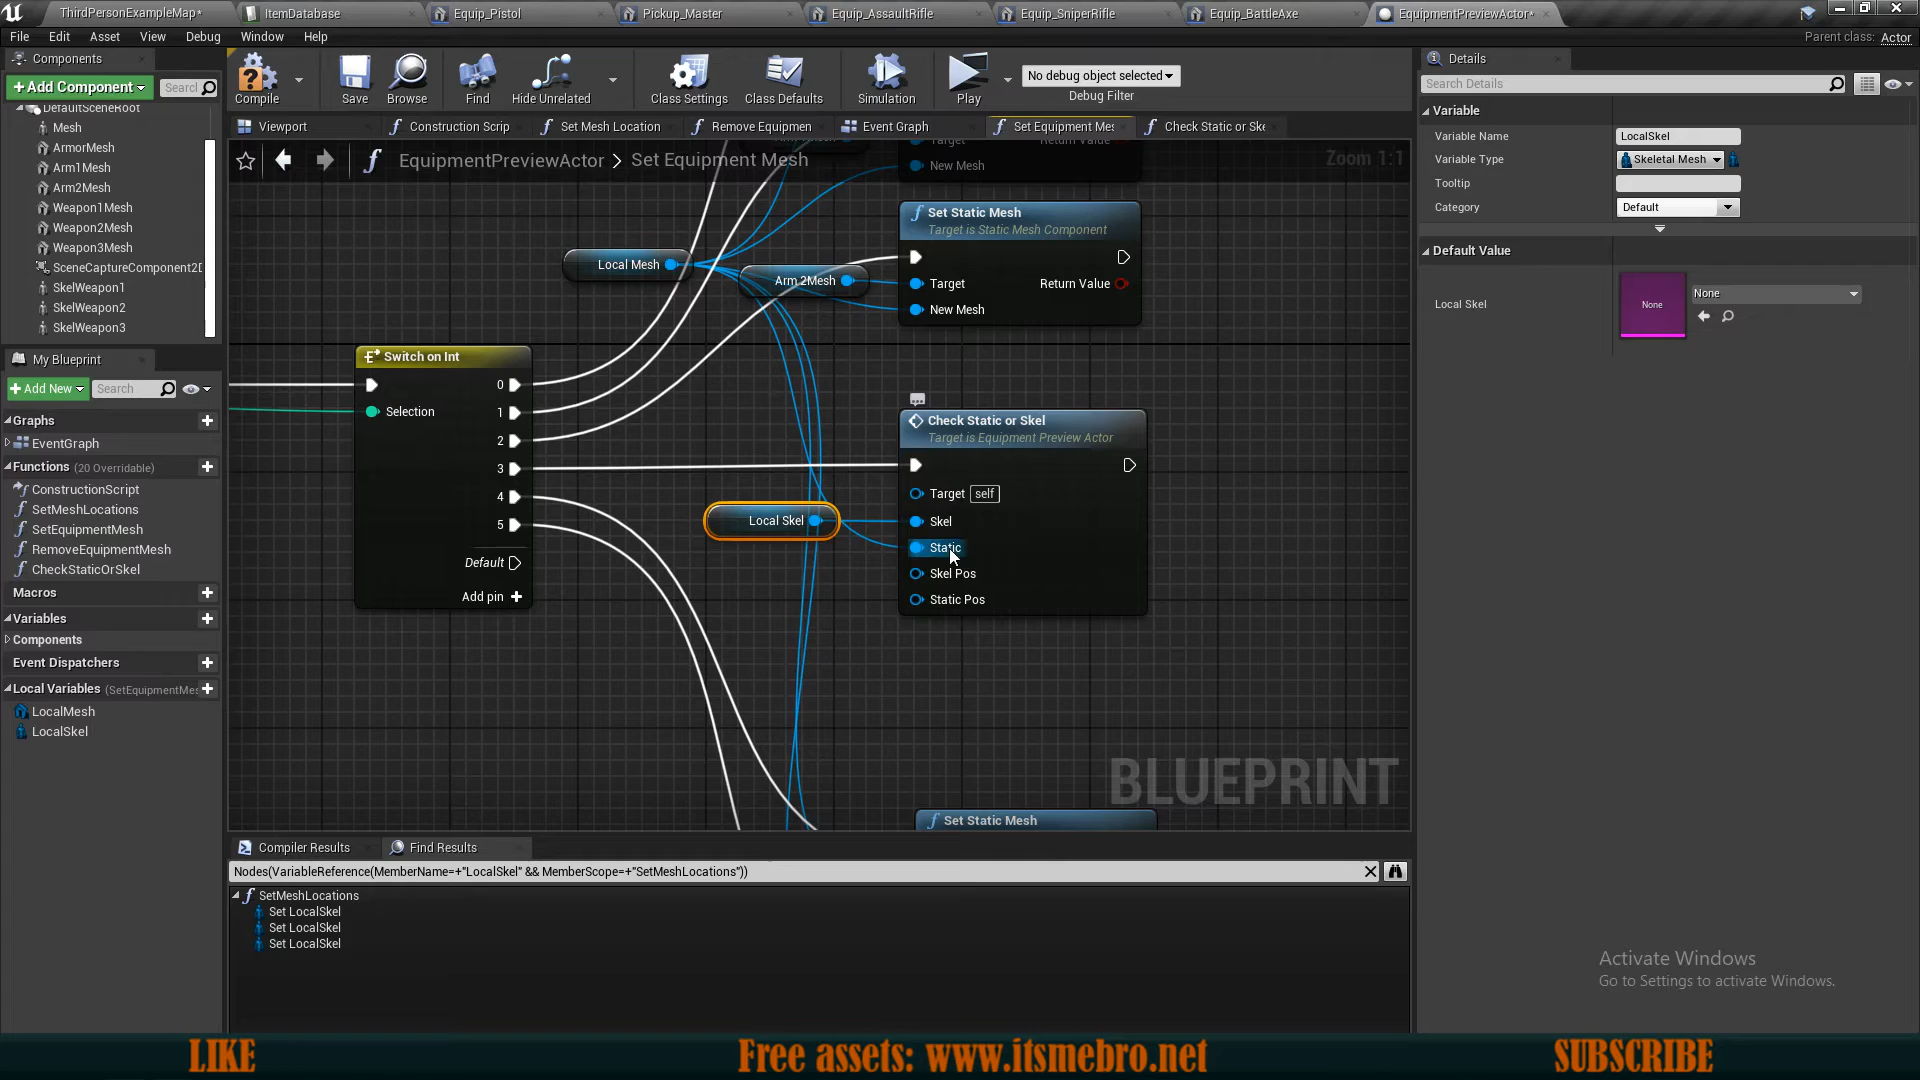 ThirdPersonExampleMap*
ItemDatabase
Equip_Pistol
Pickup_Master
Equip_AssaultRifle
Equip_SniperRifle
Equip_BattleAxe
EquipmentPreviewActor*
File Edit Asset View Debug Window Help
Parent class: Actor
Components
+Add Component
Search
DefaultSceneRoot
Mesh
ArmorMesh
Arm1Mesh
Arm2Mesh
Weapon1Mesh
Weapon2Mesh
Weapon3Mesh
SceneCaptureComponent2D
SkelWeapon1
SkelWeapon2
SkelWeapon3
My Blueprint
+Add New
Search
Graphs
EventGraph
Functions (20 Overridable)
ConstructionScript
SetMeshLocations
SetEquipmentMesh
RemoveEquipmentMesh
CheckStaticOrSkel
Macros
Variables
Components
Event Dispatchers
Local Variables (SetEquipmentMes
LocalMesh
LocalSkel
Compile
Save
Browse
Find
Hide Unrelated
Class Settings
Class Defaults
Simulation
Play
No debug object selected
Debug Filter
Viewport
Construction Scrip
Set Mesh Location
Remove Equipmen
Event Graph
Set Equipment Mes
Check Static or Ske
EquipmentPreviewActor > Set Equipment Mesh
Zoom 1:1
Target
Return Value
New Mesh
Set Static Mesh
Target is Static Mesh Component
Target
Return Value
New Mesh
Local Mesh
Arm 2Mesh
Switch on Int
0
Selection
1
2
3
4
5
Default
Add pin +
Check Static or Skel
Target is Equipment Preview Actor
Target self
Skel
Static
Skel Pos
Static Pos
Local Skel
BLUEPRINT
Set Static Mesh
Compiler Results
Find Results
Nodes(VariableReference(MemberName=+"LocalSkel" && MemberScope=+"SetMeshLocations"))
SetMeshLocations
Set LocalSkel
Set LocalSkel
Set LocalSkel
Details
Search Details
Variable
Variable Name LocalSkel
Variable Type Skeletal Mesh
Tooltip
Category Default
Default Value
Local Skel
None
None
Activate Windows
Go to Settings to activate Windows.
LIKE
Free assets: www.itsmebro.net
SUBSCRIBE